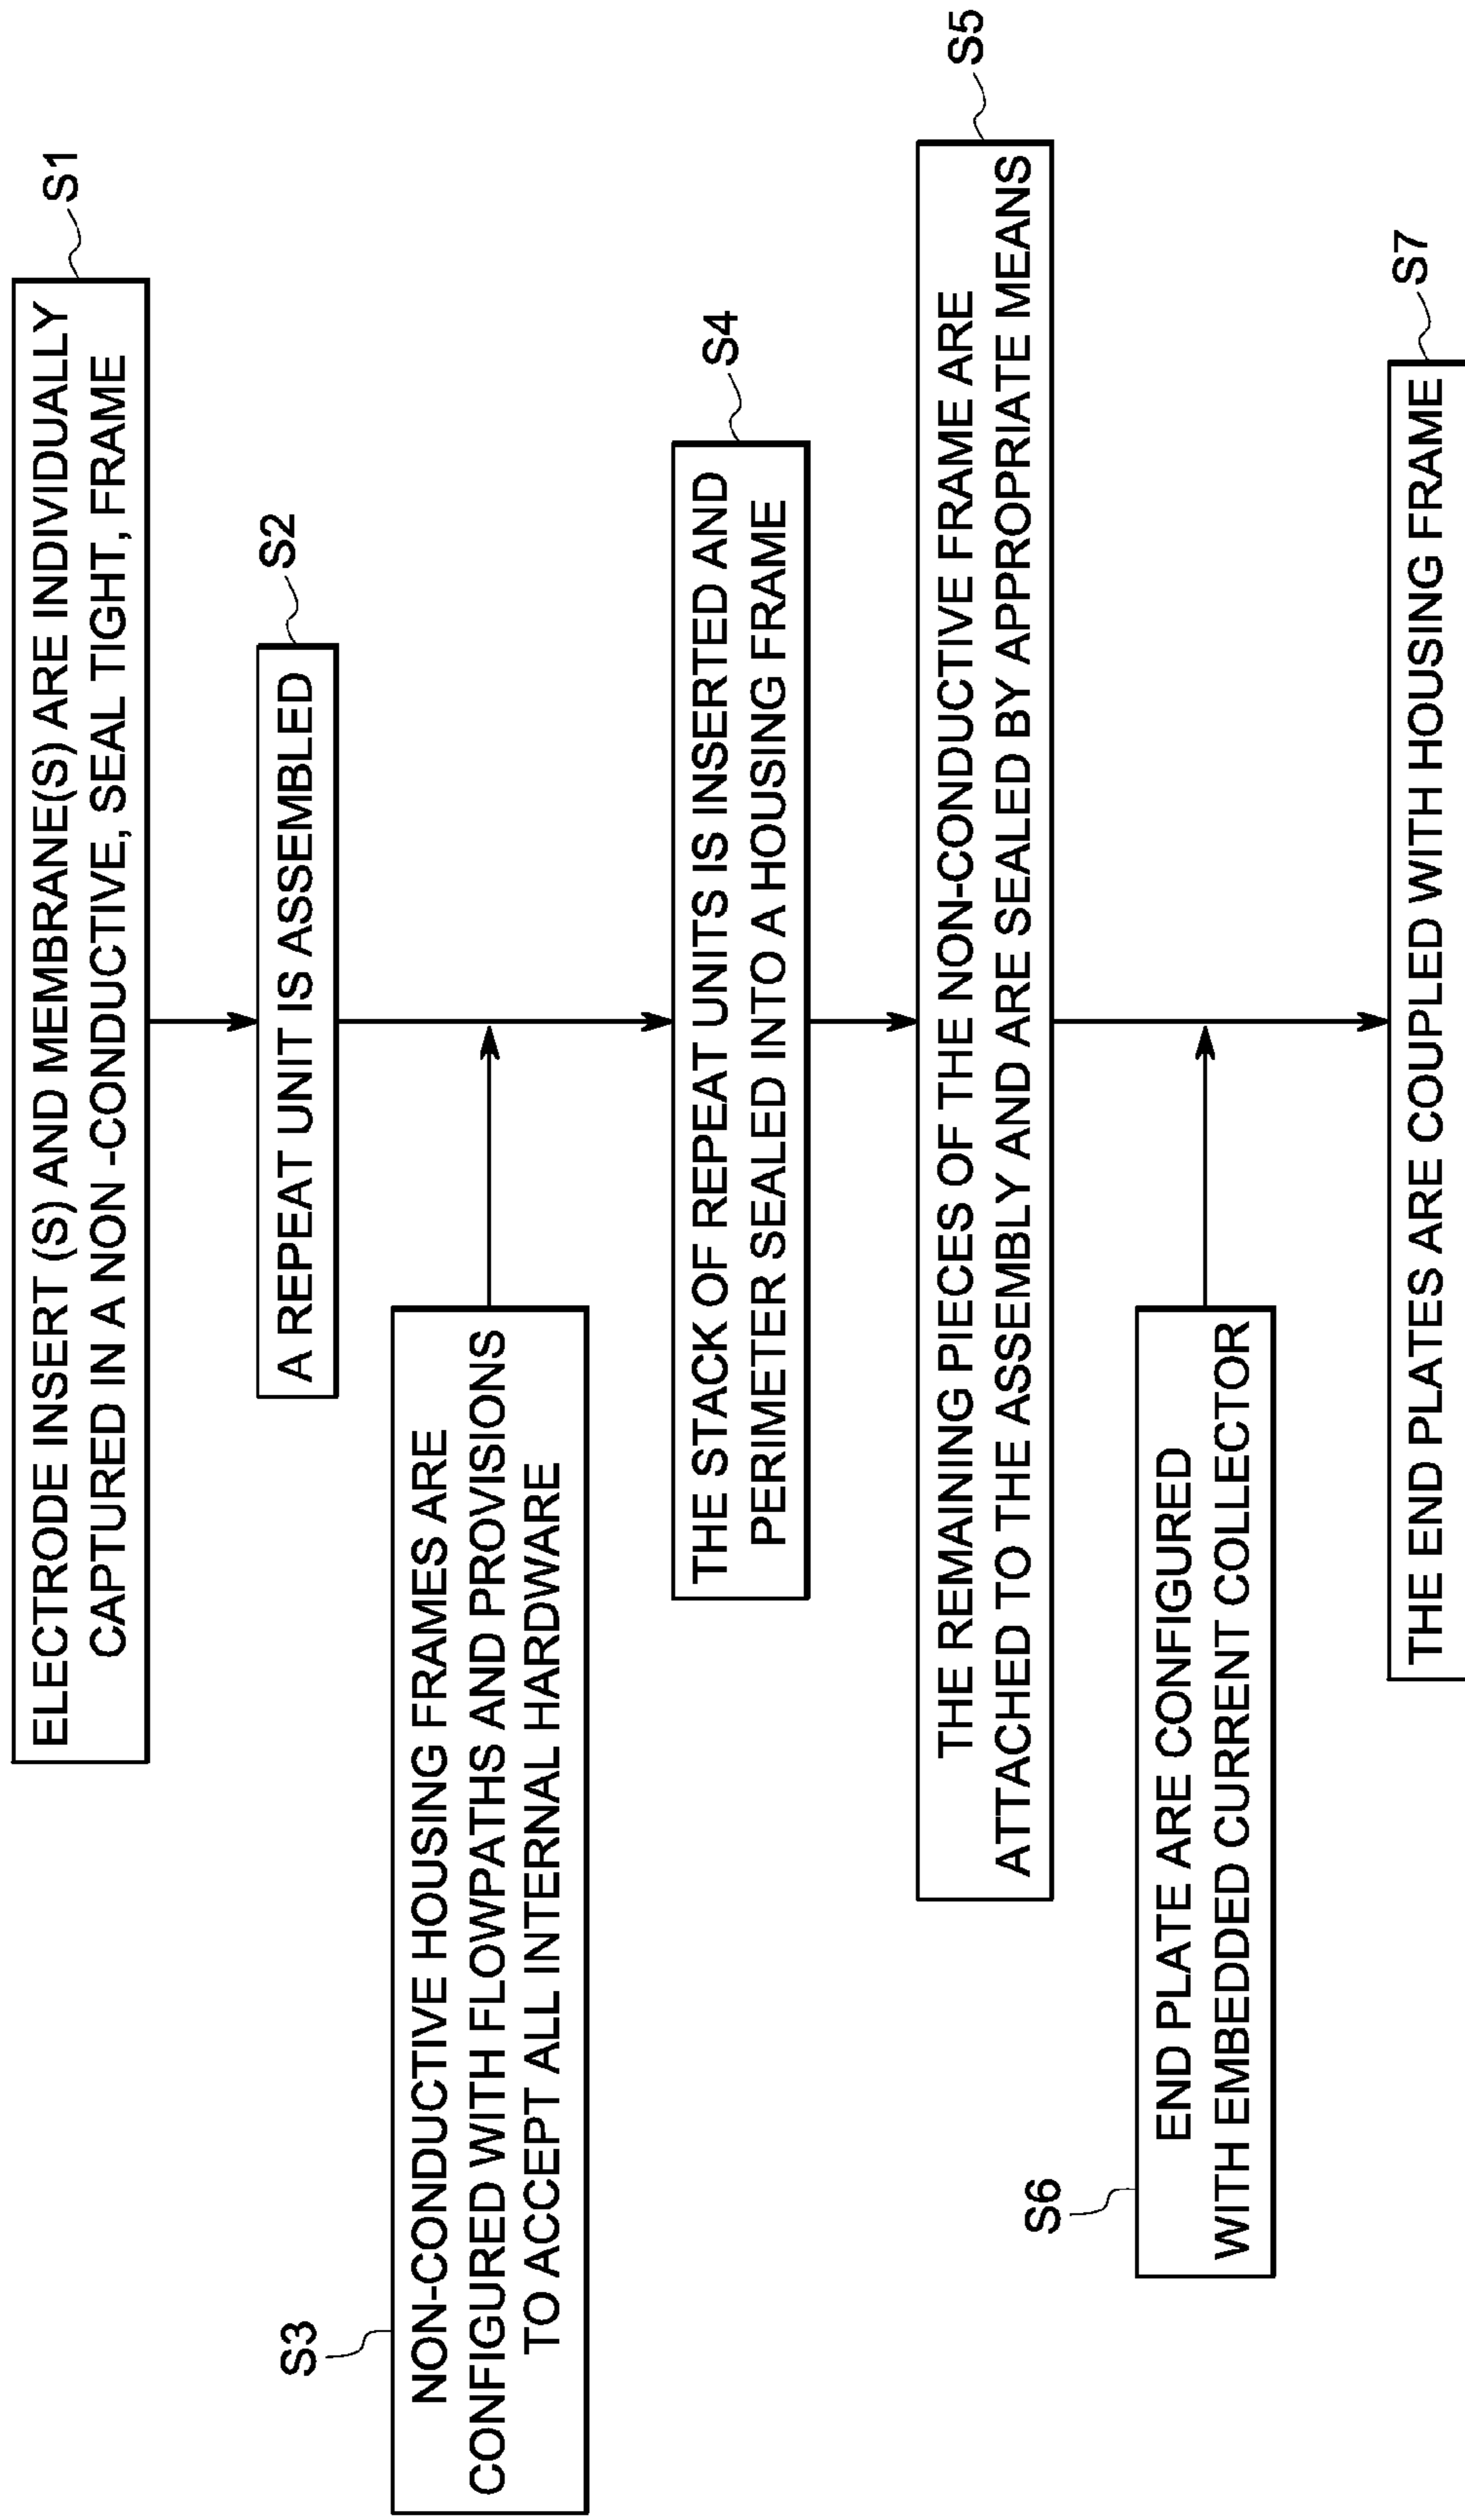 ELECTRODE INSERT (S) AND MEMBRANE(S) ARE INDIVIDUALLY
CAPTURED IN A NON -CONDUCTIVE, SEAL TIGHT, FRAME
S1
A REPEAT UNIT IS ASSEMBLED
S2
S3
NON-CONDUCTIVE HOUSING FRAMES ARE
CONFIGURED WITH FLOWPATHS AND PROVISIONS
TO ACCEPT ALL INTERNAL HARDWARE
THE STACK OF REPEAT UNITS IS INSERTED AND
PERIMETER SEALED INTO A HOUSING FRAME
S4
THE REMAINING PIECES OF THE NON-CONDUCTIVE FRAME ARE
ATTACHED TO THE ASSEMBLY AND ARE SEALED BY APPROPRIATE MEANS
S5
S6
END PLATE ARE CONFIGURED
WITH EMBEDDED CURRENT COLLECTOR
THE END PLATES ARE COUPLED WITH HOUSING FRAME
S7